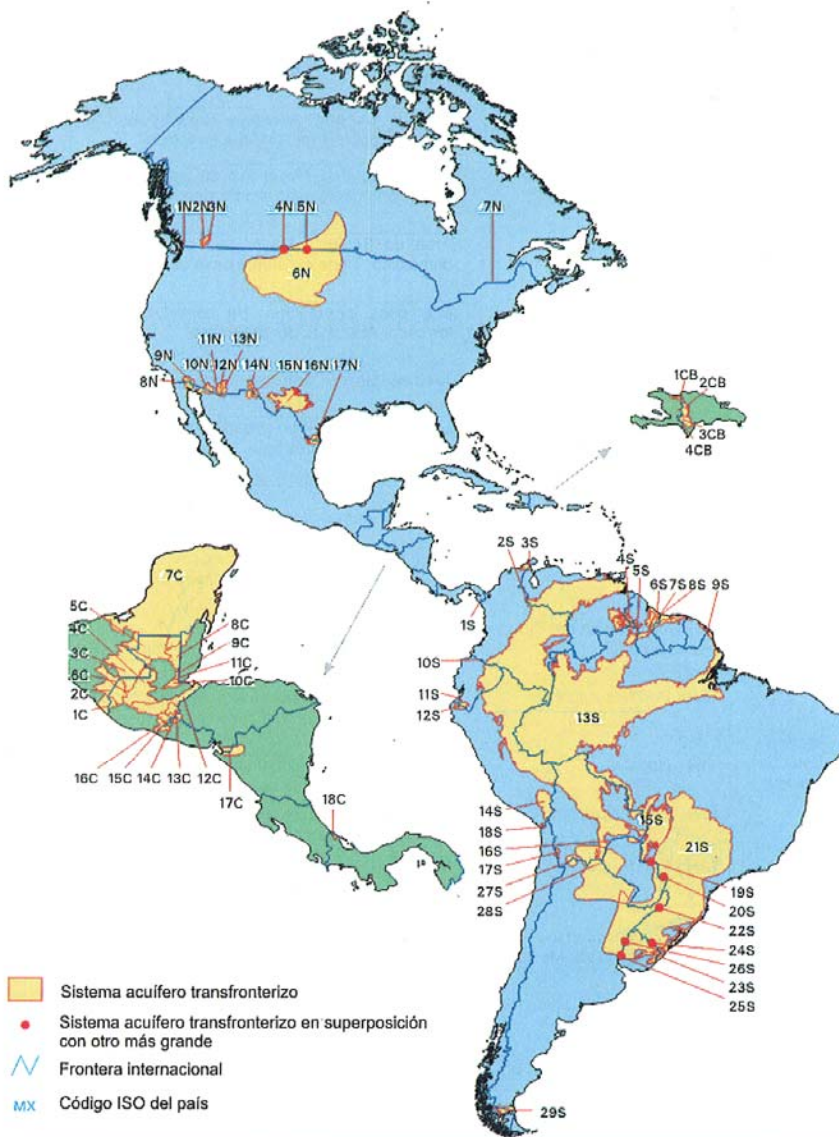 1N 2N 3N 4N 5N 7N
6N
11N 13N
9N 10N 12N 14N 15N 16N 17N
8N
1CB
2CB
3CB
4CB
7C
5C
4C
3C
6C
2C
1C
8C
9C
11C
10C
16C 15C 14C 13C 12C
17C
18C
2S 3S
4S
5S
6S 7S 8S 9S
1S
10S
11S
12S
13S
14S
18S
16S
17S
27S
28S
15S
21S
19S
20S
22S
24S
26S
23S
25S
29S
Sistema acuífero transfronterizo
Sistema acuífero transfronterizo en superposición
con otro más grande
Frontera internacional
MX Código ISO del país